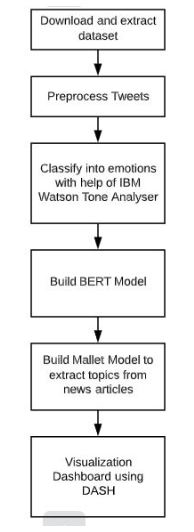 Download and extract
dataset
Preprocess Tweets
Classify into emotions
with help of IBM
Watson Tone Analyser
Build BERT Model
Build Mallet Model to
extract topics from
news articles
Visualization
Dashboard using
DASH